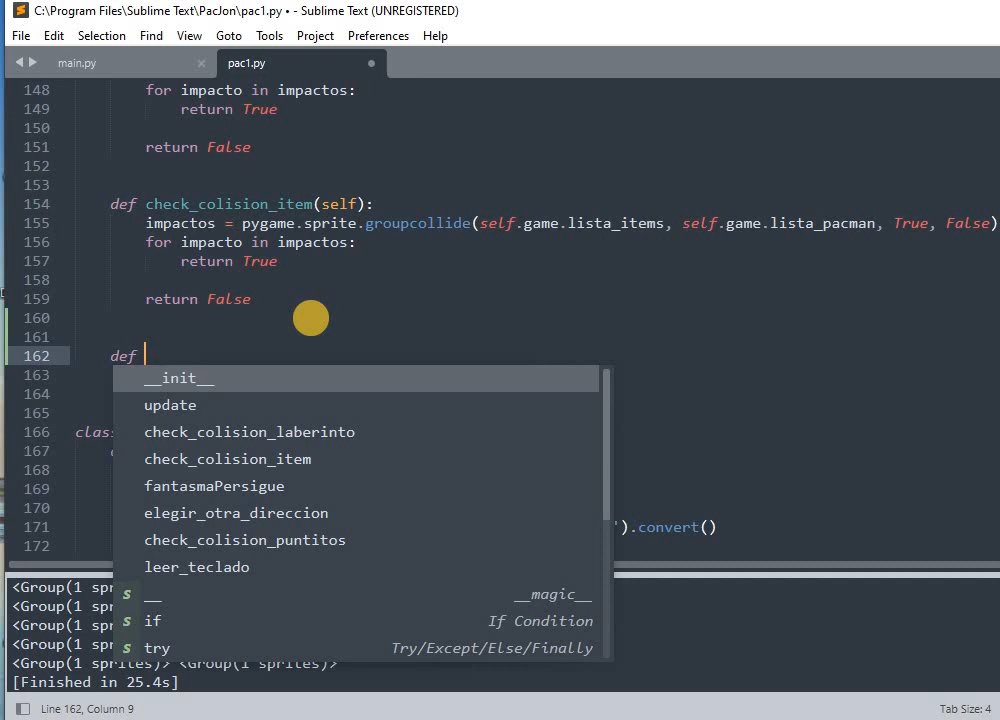 C:\Program Files\Sublime Text\PacJon\pac1.py • - Sublime Text (UNREGISTERED)
File Edit Selection Find View Goto Tools Project Preferences Help
main.py × pac1.py
148 for impacto in impactos:
149 return True
150
151 return False
152
153
154 def check_colision_item(self):
155 impactos = pygame.sprite.groupcollide(self.game.lista_items, self.game.lista_pacman, True, False)
156 for impacto in impactos:
157 return True
158
159 return False
160
161
162 def
163
164
165
166 clas
167
168
169
170
171 ').convert()
172
__init__
update
check_colision_laberinto
check_colision_item
fantasmaPersigue
elegir_otra_direccion
check_colision_puntitos
leer_teclado
s __ __magic__
s if If Condition
s try Try/Except/Else/Finally
<Group(1 spr
<Group(1 spr
<Group(1 spr
<Group(1 spr
<Group(1 sprites)> <Group(1 sprites)>
[Finished in 25.4s]
Line 162, Column 9 Tab Size: 4